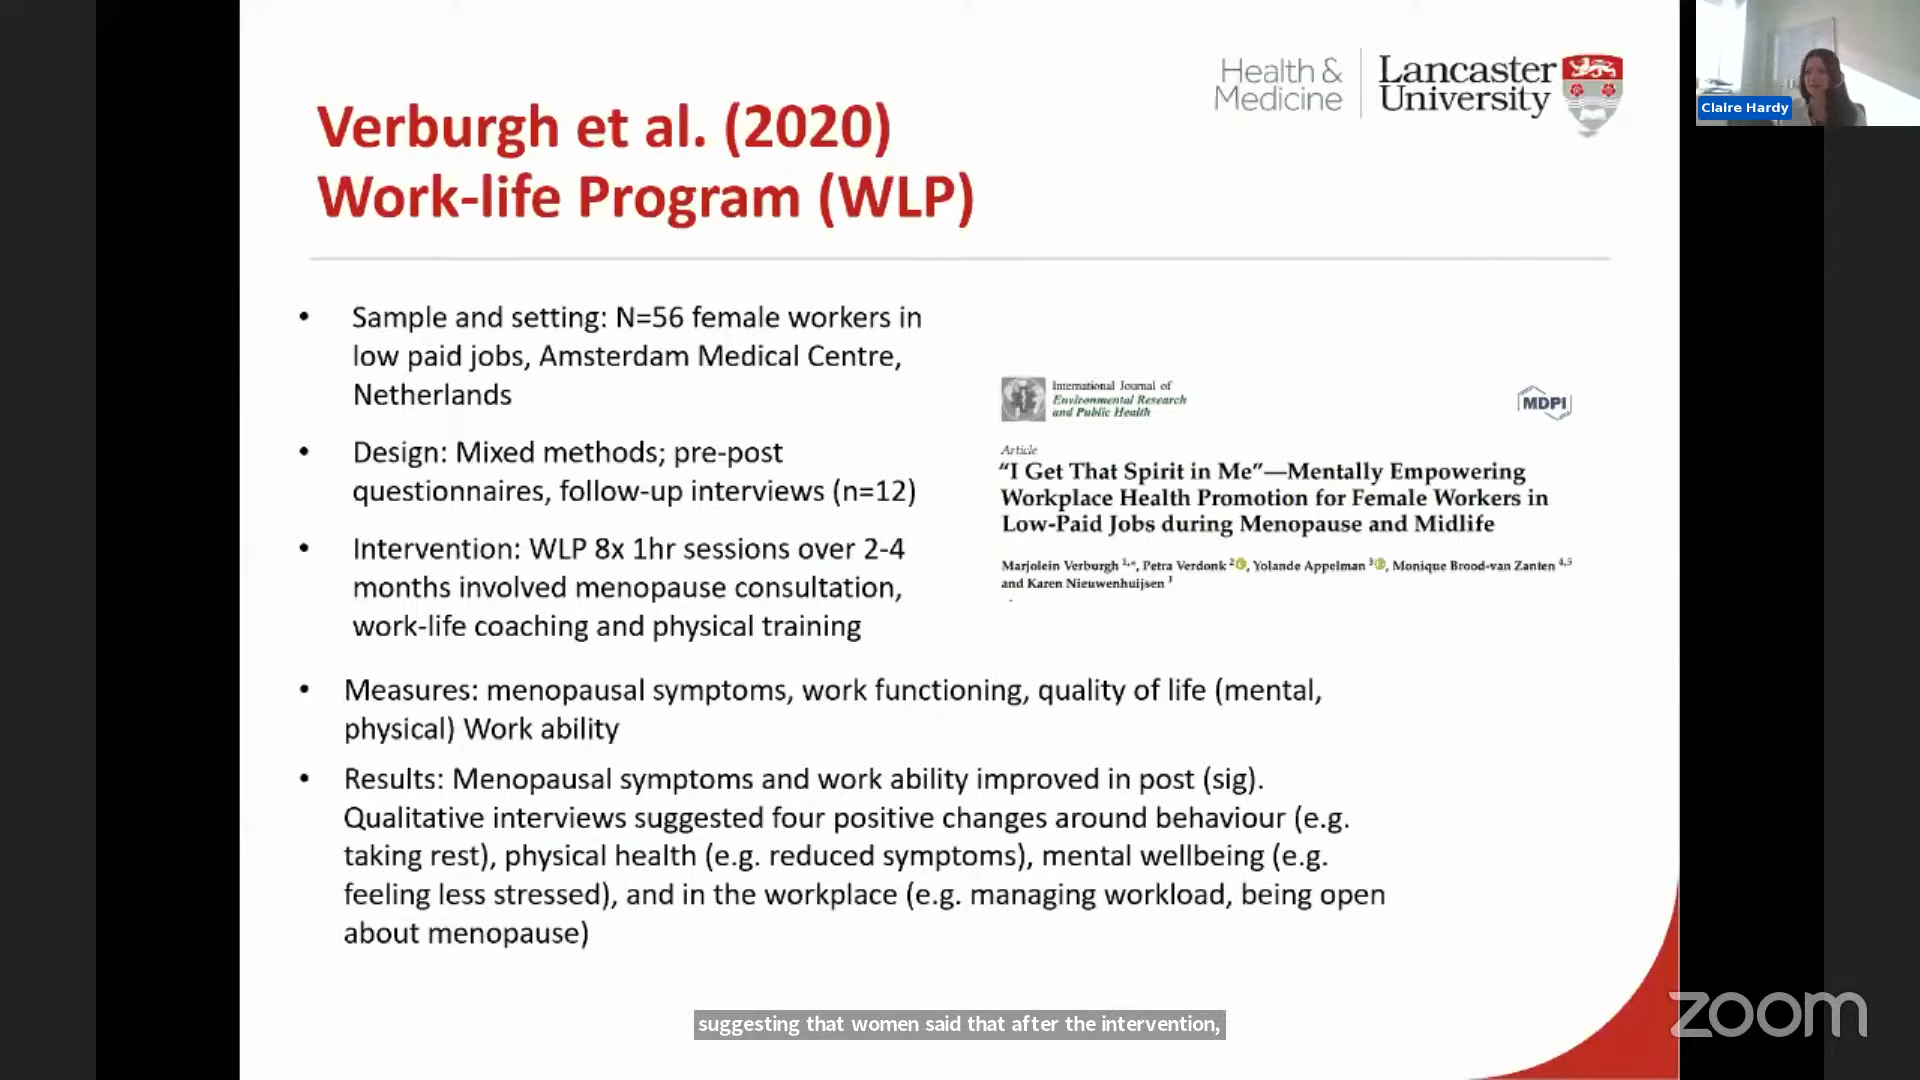 Verburgh et al. (2020)
Work-life Program (WLP)
Health &
Medicine
Lancaster
University
Claire Hardy
• Sample and setting: N=56 female workers in
low paid jobs, Amsterdam Medical Centre,
Netherlands
• Design: Mixed methods; pre-post
questionnaires, follow-up interviews (n=12)
• Intervention: WLP 8x 1hr sessions over 2-4
months involved menopause consultation,
work-life coaching and physical training
International Journal of
Environmental Research
and Public Health
MDPI
Article
“I Get That Spirit in Me”—Mentally Empowering
Workplace Health Promotion for Female Workers in
Low-Paid Jobs during Menopause and Midlife
Marjolein Verburgh 1,*, Petra Verdonk 2, Yolande Appelman 3, Monique Brood-van Zanten 4,5
and Karen Nieuwenhuijsen 1
• Measures: menopausal symptoms, work functioning, quality of life (mental,
physical) Work ability
• Results: Menopausal symptoms and work ability improved in post (sig).
Qualitative interviews suggested four positive changes around behaviour (e.g.
taking rest), physical health (e.g. reduced symptoms), mental wellbeing (e.g.
feeling less stressed), and in the workplace (e.g. managing workload, being open
about menopause)
suggesting that women said that after the intervention,
zoom